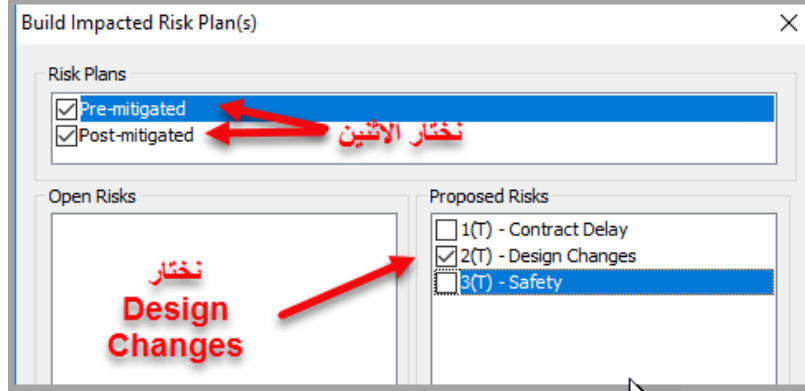 Build Impacted Risk Plan(s)
Risk Plans
Pre-mitigated
Post-mitigated
نختار الاثنين
Open Risks
Proposed Risks
1(T) - Contract Delay
2(T) - Design Changes
3(T) - Safety
نختار
Design
Changes